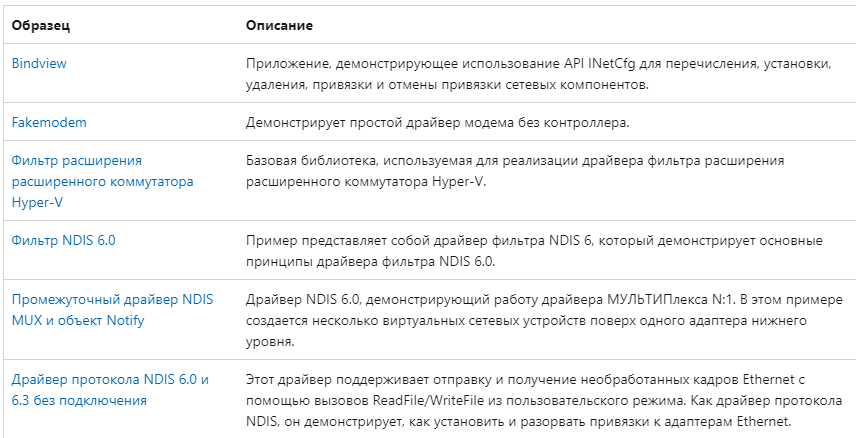 Образец Описание
Bindview Приложение, демонстрирующее использование API INetCfg для перечисления, установки,
удаления, привязки и отмены привязки сетевых компонентов.
Fakemodem Демонстрирует простой драйвер модема без контроллера.
Фильтр расширения Базовая библиотека, используемая для реализации драйвера фильтра расширения
расширенного коммутатора расширенного коммутатора Hyper-V.
Hyper-V
Фильтр NDIS 6.0 Пример представляет собой драйвер фильтра NDIS 6, который демонстрирует основные
принципы драйвера фильтра NDIS 6.0.
Промежуточный драйвер NDIS Драйвер NDIS 6.0, демонстрирующий работу драйвера МУЛЬТИПлекса N:1. В этом примере
MUX и объект Notify создается несколько виртуальных сетевых устройств поверх одного адаптера нижнего
уровня.
Драйвер протокола NDIS 6.0 и Этот драйвер поддерживает отправку и получение необработанных кадров Ethernet с
6.3 без подключения помощью вызовов ReadFile/WriteFile из пользовательского режима. Как драйвер протокола
NDIS, он демонстрирует, как установить и разорвать привязки к адаптерам Ethernet.